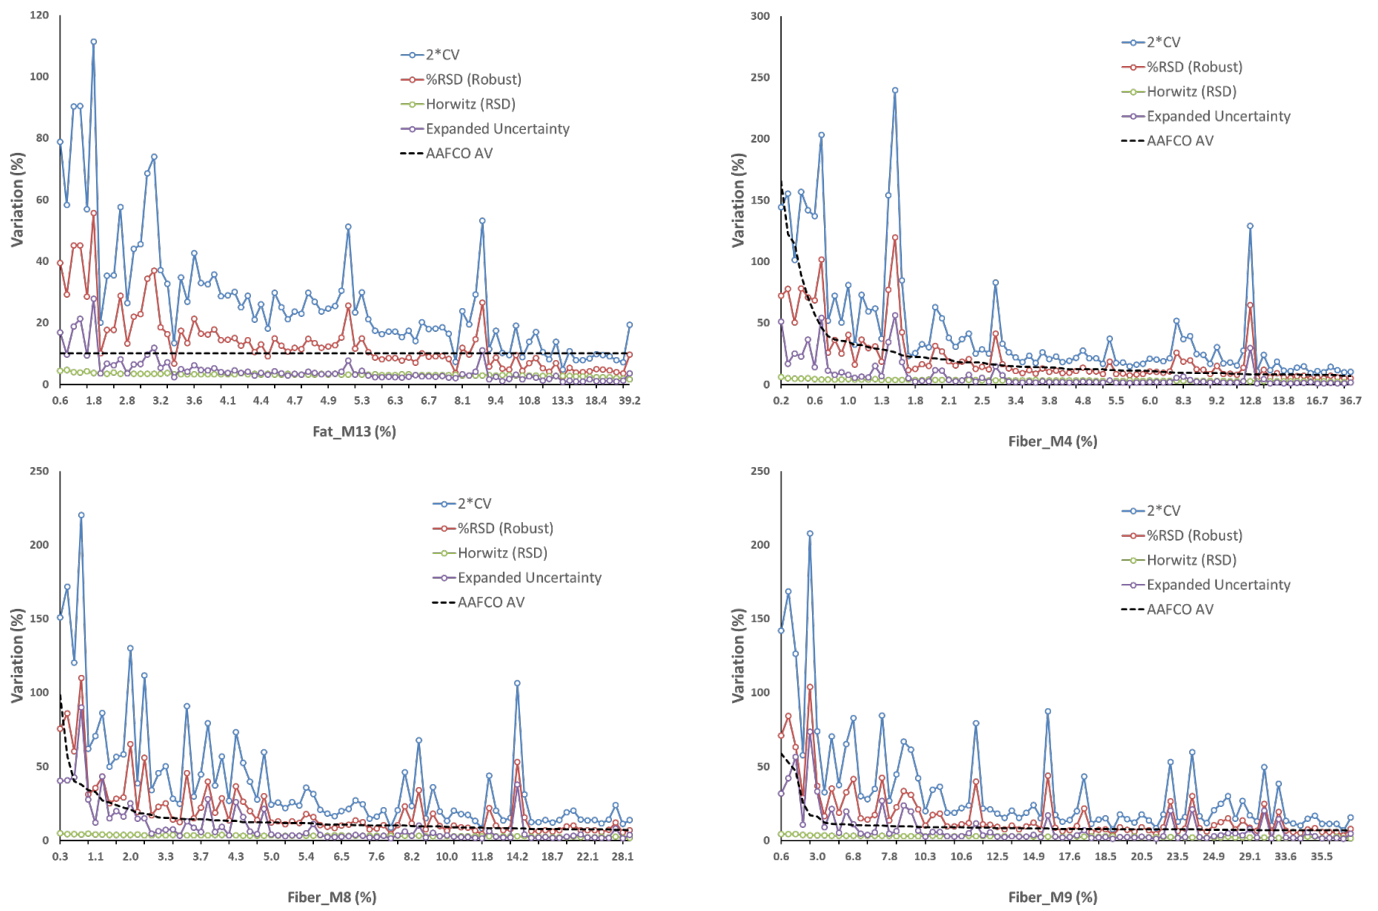 120
100
80
60
40
20
0
Variation (%)
2*CV
%RSD (Robust)
Horwitz (RSD)
Expanded Uncertainty
AAFCO AV
0.6 1.8 2.8 3.2 3.6 4.1 4.4 4.7 4.9 5.3 6.3 6.7 8.1 9.4 10.8 13.3 18.4 39.2
Fat_M13 (%)
300
250
200
150
100
50
0
Variation (%)
2*CV
%RSD (Robust)
Horwitz (RSD)
Expanded Uncertainty
AAFCO AV
0.2 0.6 1.0 1.3 1.8 2.1 2.5 3.4 4.4 4.8 5.5 6.0 8.3 9.2 12.8 13.8 16.7 36.7
Fiber_M4 (%)
250
200
150
100
50
0
Variation (%)
2*CV
%RSD (Robust)
Horwitz (RSD)
Expanded Uncertainty
AAFCO AV
0.3 1.1 2.0 3.3 3.7 4.3 5.0 5.4 6.5 7.6 8.2 10.0 11.8 14.2 18.7 22.1 28.1
Fiber_M8 (%)
250
200
150
100
50
0
Variation (%)
2*CV
%RSD (Robust)
Horwitz (RSD)
Expanded Uncertainty
AAFCO AV
0.6 3.0 6.8 7.8 10.3 10.6 12.5 14.9 17.6 18.5 20.5 23.5 24.9 29.1 33.6 35.5
Fiber_M9 (%)